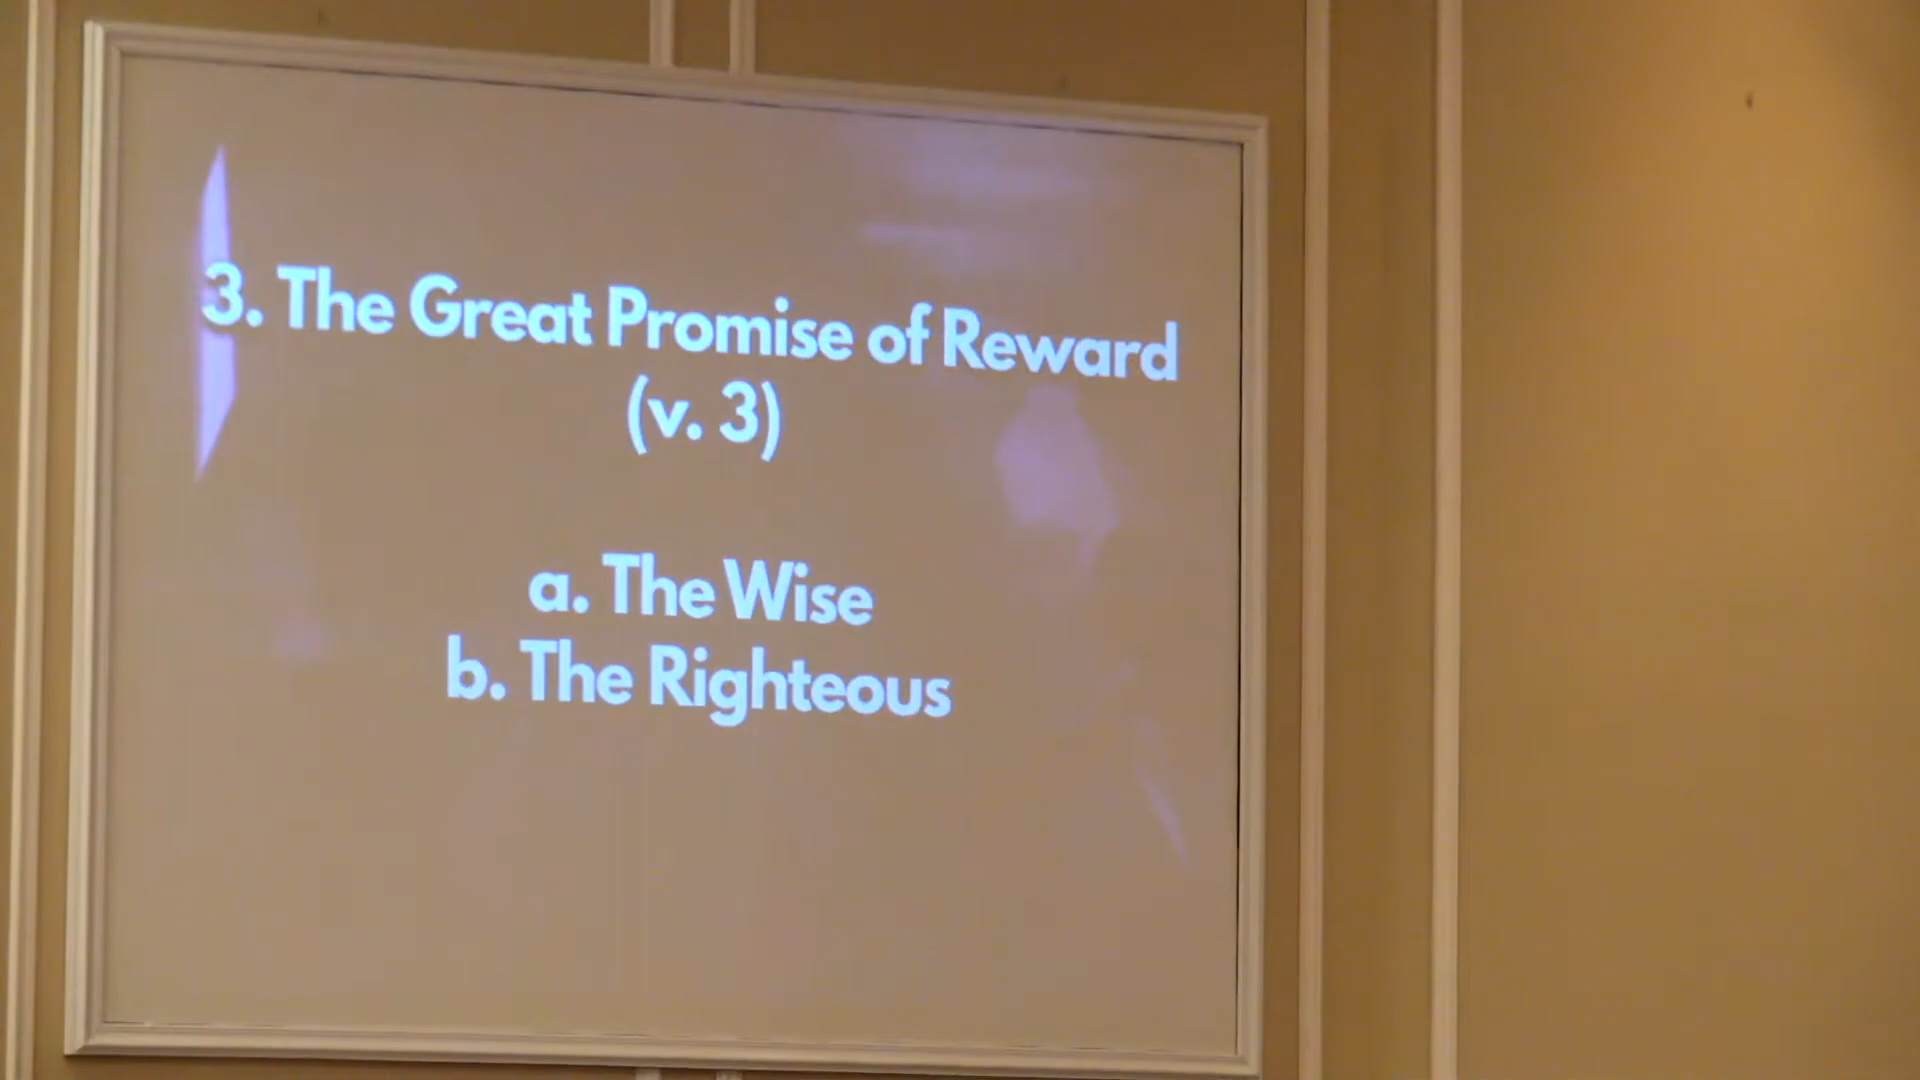 3. The Great Promise of Reward
(v. 3)
a. The Wise
b. The Righteous